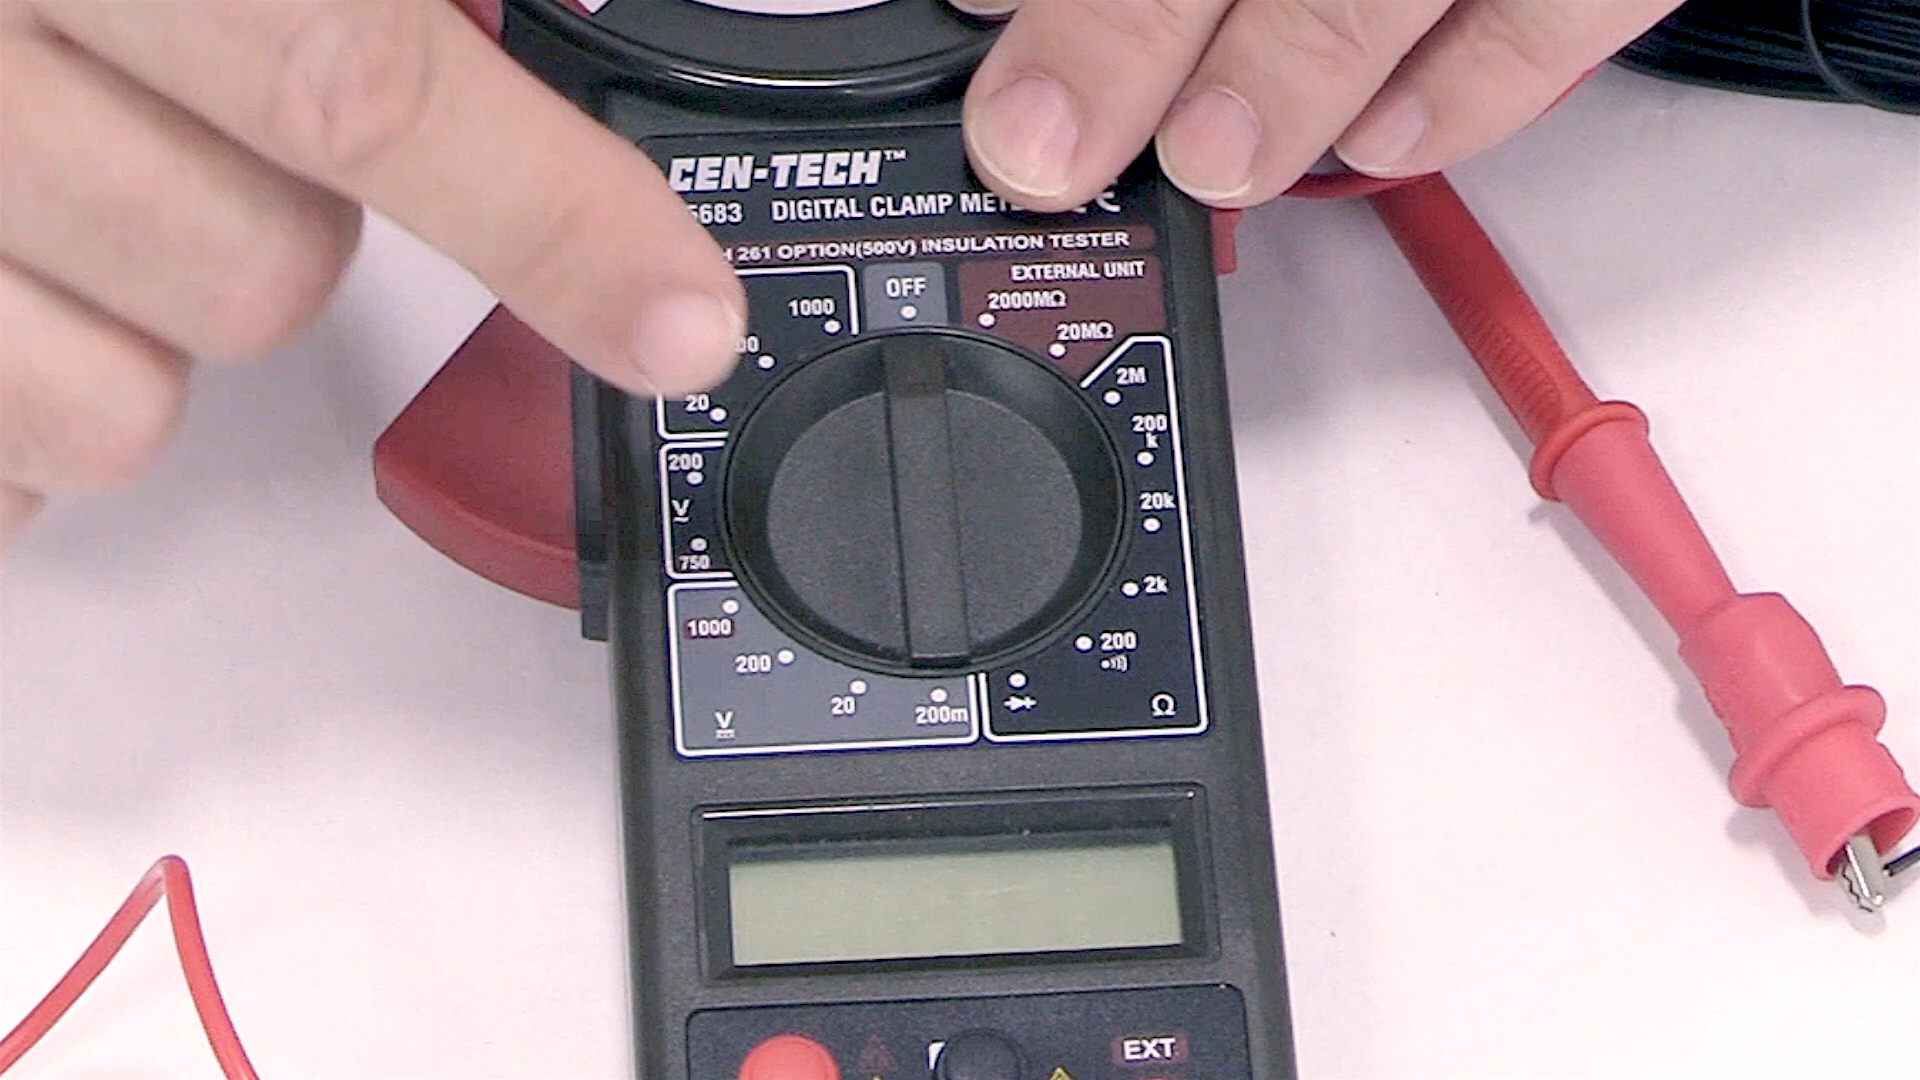 CEN-TECH™
5683 DIGITAL CLAMP
261 OPTION(500V) INSULATION TESTER
EXTERNAL UNIT
OFF
1000
2000MΩ
20MΩ
20
2M
200
k
200
V
20k
750
2k
1000
200
200
20
200m
V
Ω
EXT